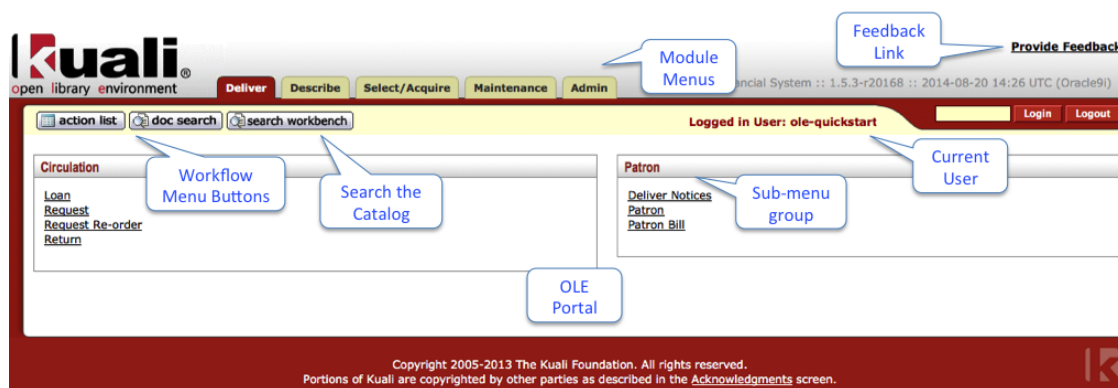 Kuali®
open library environment
Feedback
Link
Provide Feedback
Module
Menus
Deliver Describe Select/Acquire Maintenance Admin
ncial System :: 1.5.3-r20168 :: 2014-08-20 14:26 UTC (Oracle9i)
action list doc search search workbench
Logged in User: ole-quickstart
Login Logout
Circulation
Patron
Workflow
Menu Buttons
Search the
Catalog
Sub-menu
group
Current
User
Loan
Request
Request Re-order
Return
Deliver Notices
Patron
Patron Bill
OLE
Portal
Copyright 2005-2013 The Kuali Foundation. All rights reserved.
Portions of Kuali are copyrighted by other parties as described in the Acknowledgments screen.